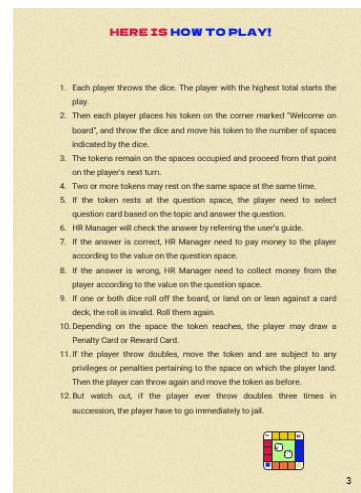 HERE IS HOW TO PLAY!
1. Each player throws the dice. The player with the highest total starts the
play.
2. Then each player places his token on the corner marked "Welcome on
board", and throw the dice and move his token to the number of spaces
indicated by the dice.
3. The tokens remain on the spaces occupied and proceed from that point
on the player's next turn.
4. Two or more tokens may rest on the same space at the same time.
5. If the token rests at the question space, the player need to select
question card based on the topic and answer the question.
6. HR Manager will check the answer by referring the user's guide.
7. If the answer is correct, HR Manager need to pay money to the player
according to the value on the question space.
8. If the answer is wrong, HR Manager need to collect money from the
player according to the value on the question space.
9. If one or both dice roll off the board, or land on or lean against a card
deck, the roll is invalid. Roll them again.
10. Depending on the space the token reaches, the player may draw a
Penalty Card or Reward Card.
11. If the player throw doubles, move the token and are subject to any
privileges or penalties pertaining to the space on which the player land.
Then the player can throw again and move the token as before.
12. But watch out, if the player ever throw doubles three times in
succession, the player have to go immediately to jail.
3